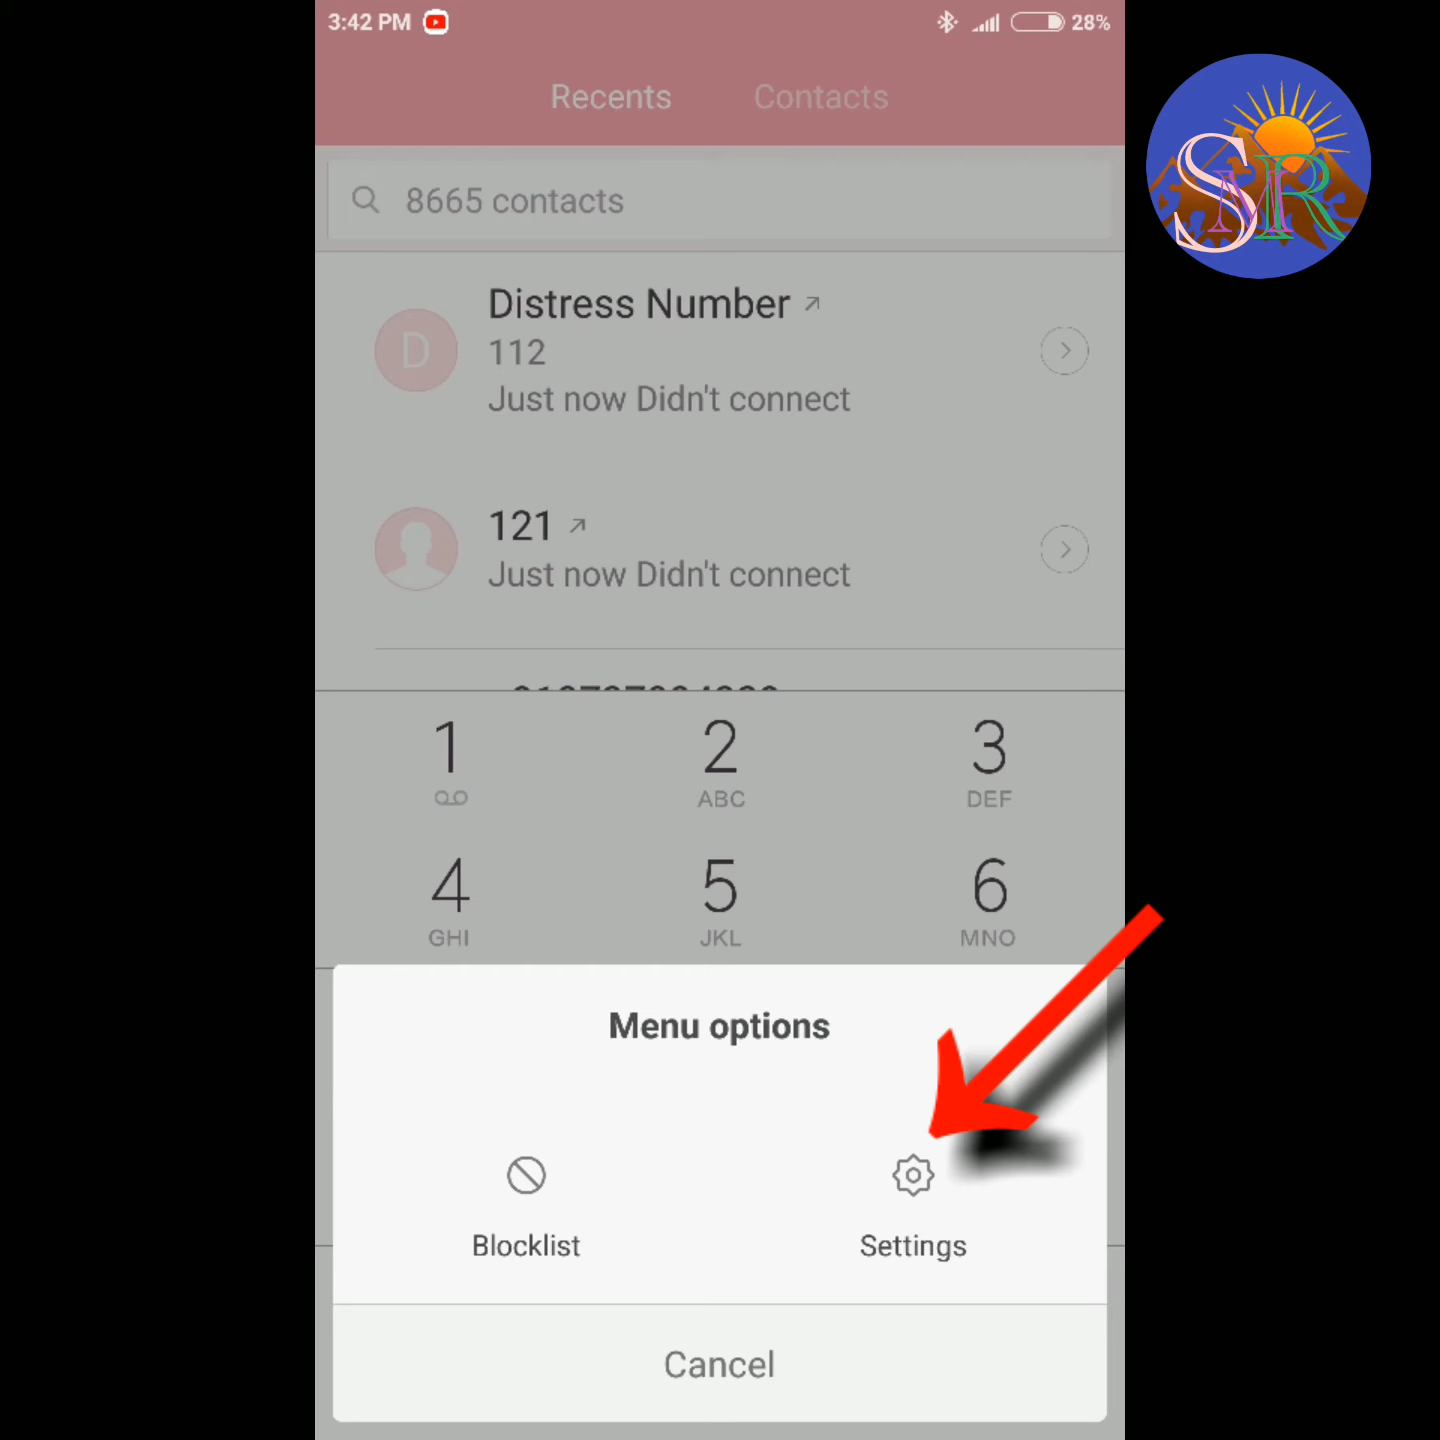 3:42 PM
28%
SMR
Recents Contacts
8665 contacts
Distress Number
D
112
Just now Didn't connect
121
Just now Didn't connect
1 2 3
ABC DEF
4 5 6
GHI JKL MNO
Menu options
Blocklist Settings
Cancel